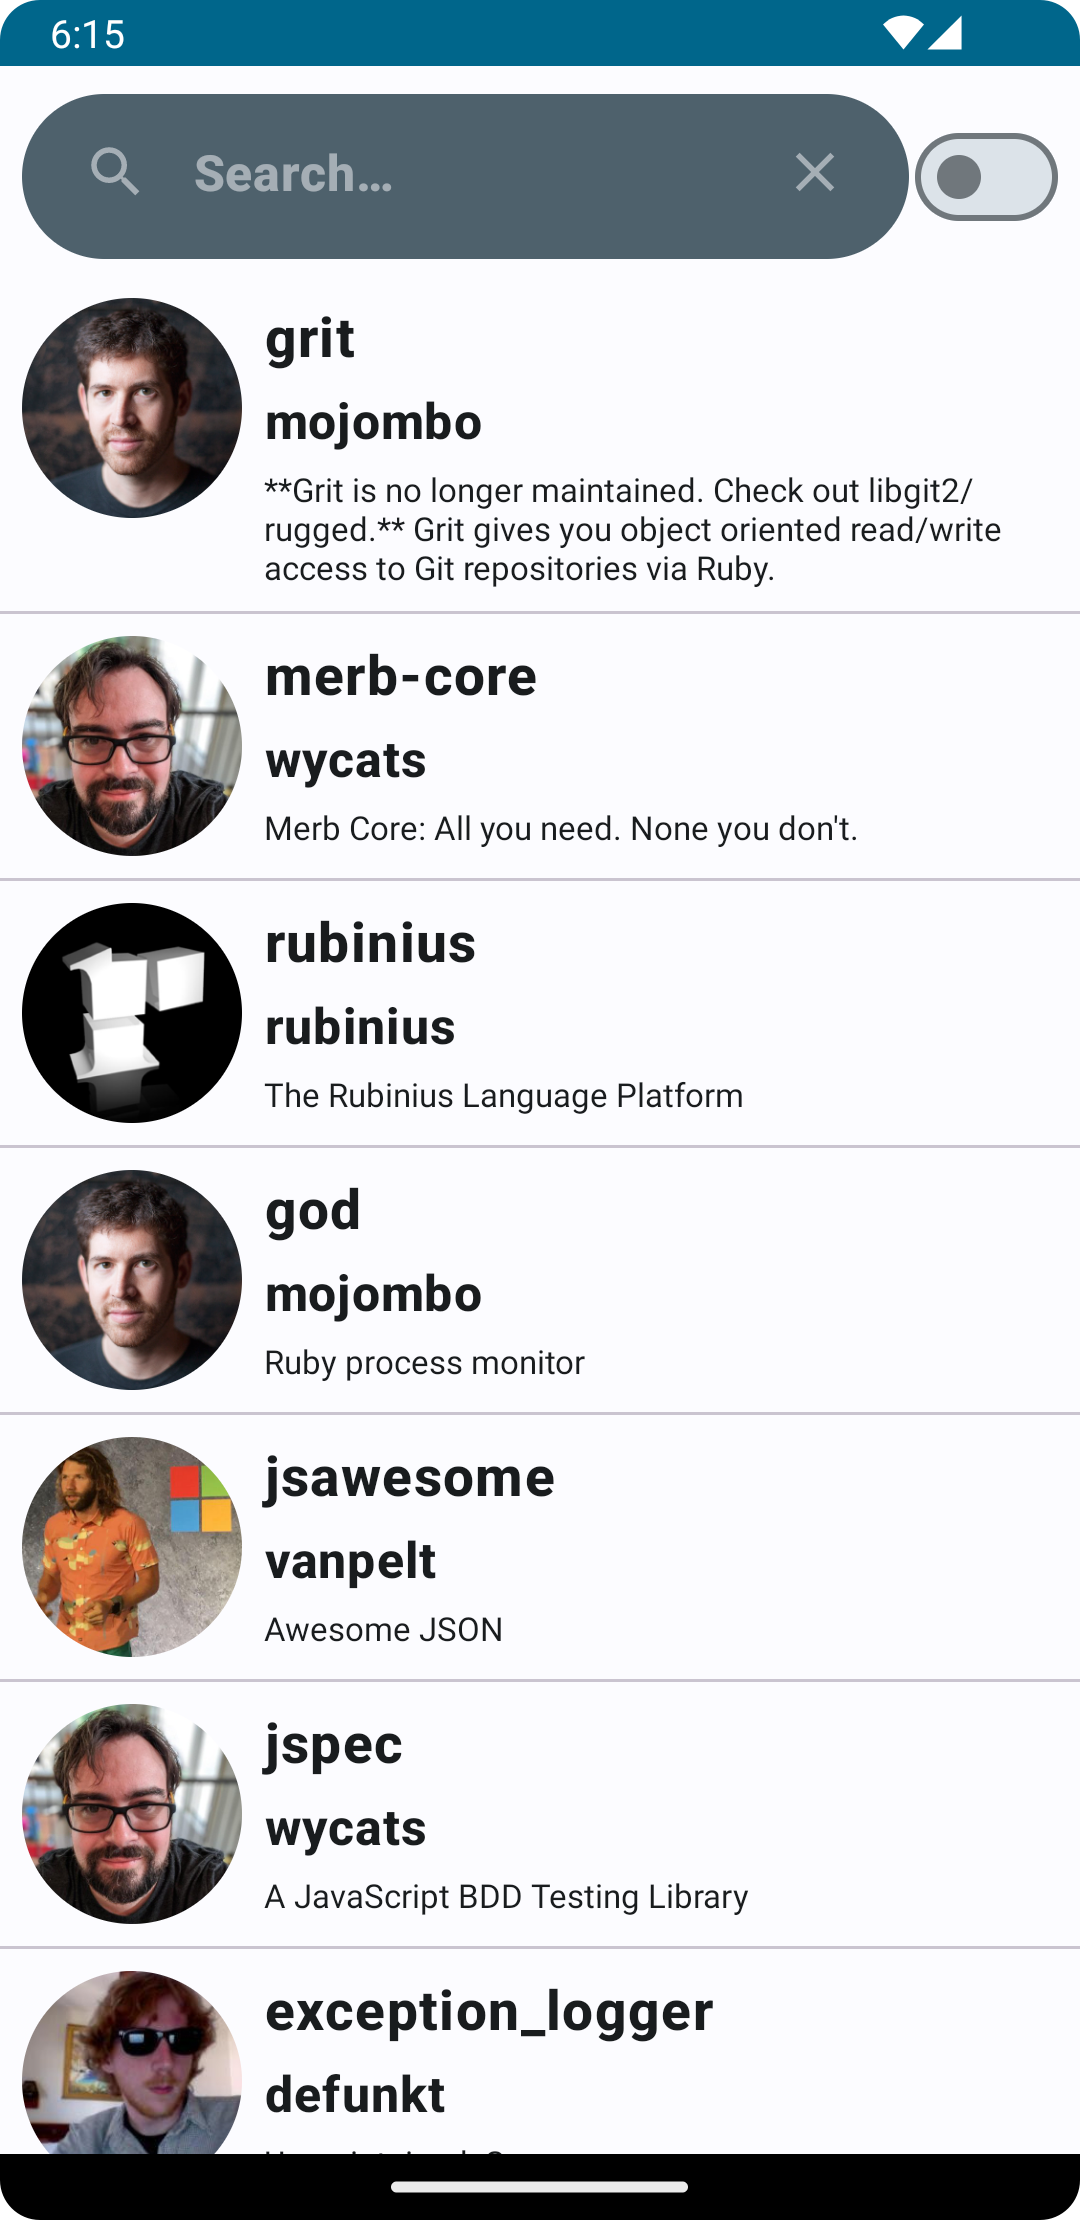 6:15
Search...
grit
mojombo
**Grit is no longer maintained. Check out libgit2/
rugged.** Grit gives you object oriented read/write
access to Git repositories via Ruby.
merb-core
wycats
Merb Core: All you need. None you don't.
rubinius
rubinius
The Rubinius Language Platform
god
mojombo
Ruby process monitor
jsawesome
vanpelt
Awesome JSON
jspec
wycats
A JavaScript BDD Testing Library
exception_logger
defunkt